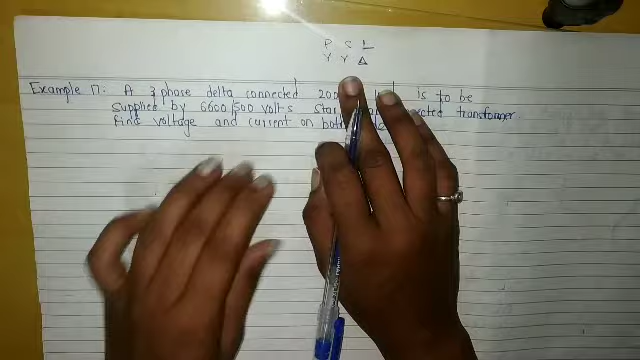 P S L
Y Y Δ
Example 17: A 3 phase delta connected 200 is to be
supplied by 6600/500 volts Star transformer
Find voltage and current on both